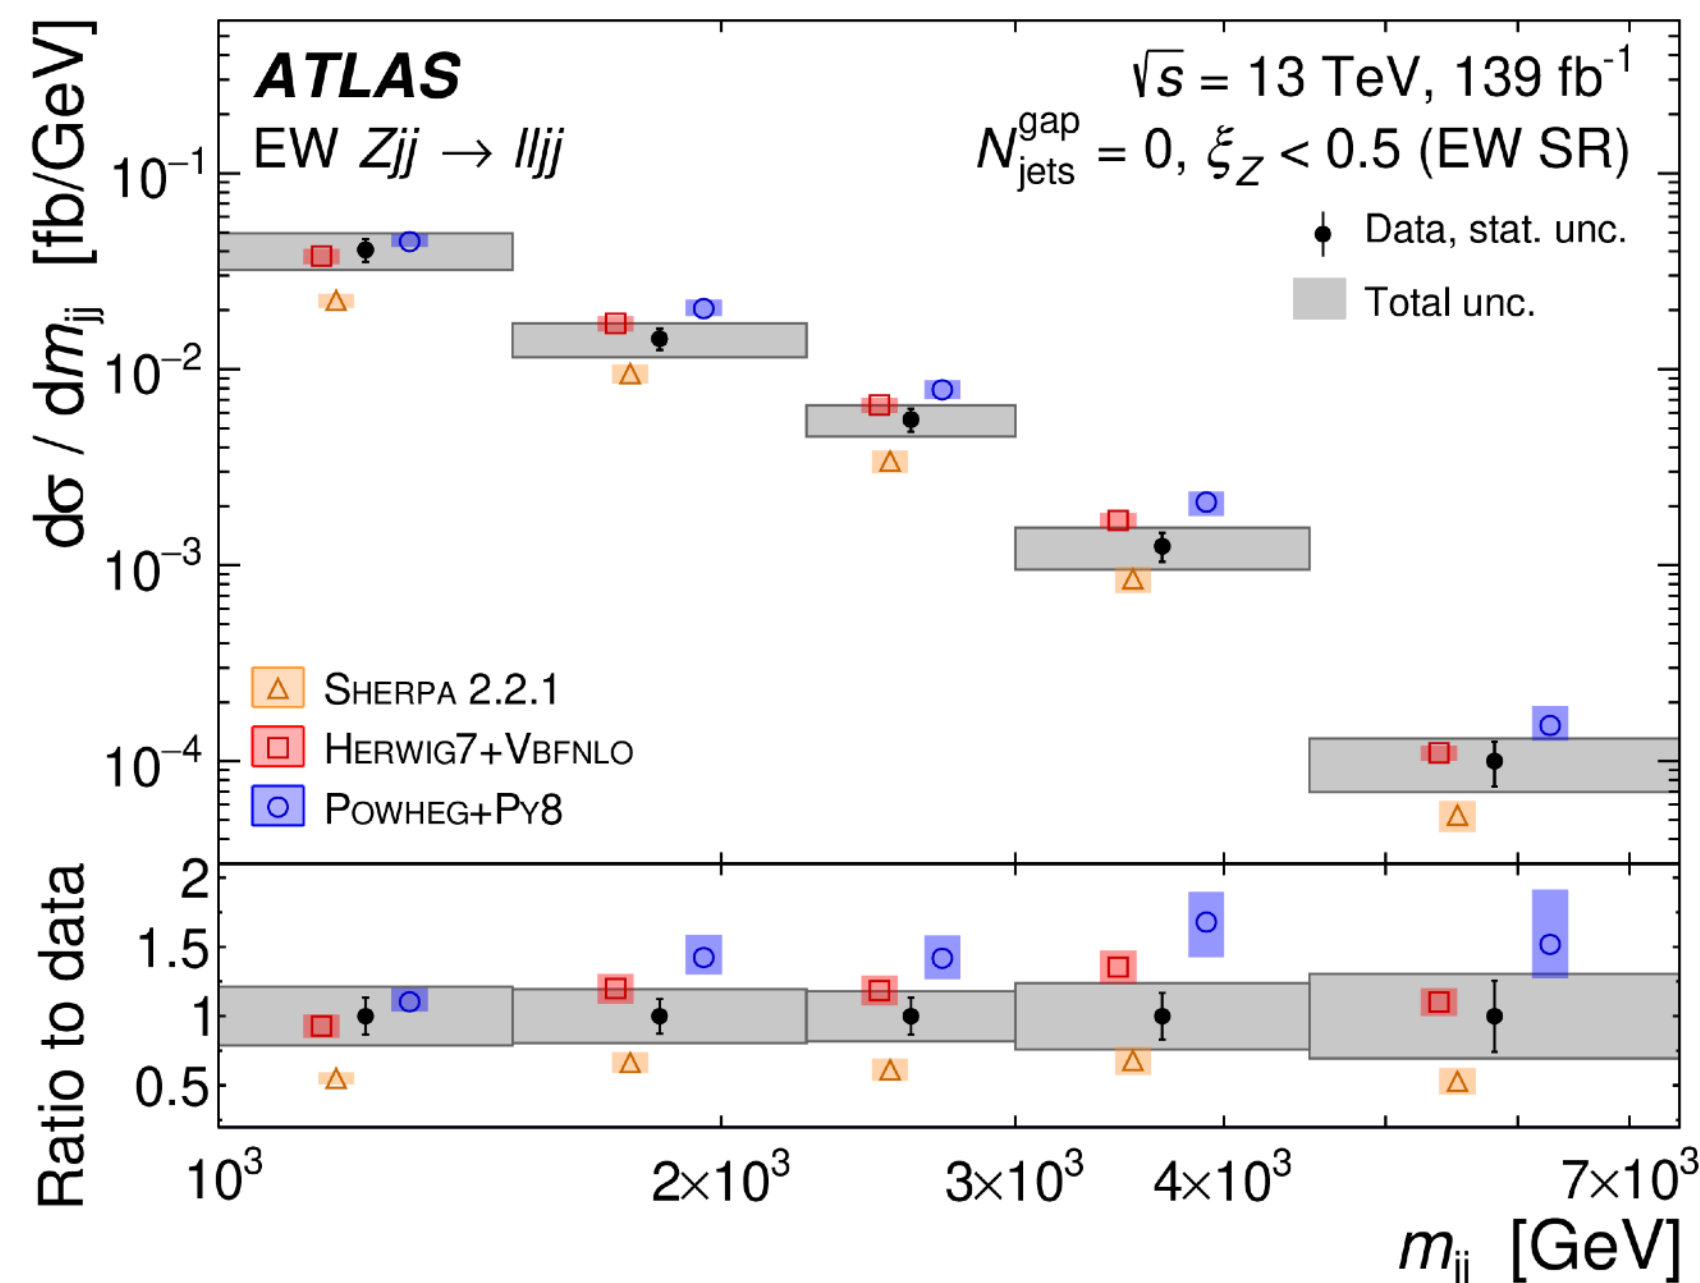 ATLAS
EW Zjj → lljj
√s = 13 TeV, 139 fb⁻¹
N_jets^gap = 0, ξ_Z < 0.5 (EW SR)
Data, stat. unc.
Total unc.
dσ / dm_jj [fb/GeV]
10⁻¹
10⁻²
10⁻³
10⁻⁴
SHERPA 2.2.1
HERWIG7+VBFNLO
POWHEG+PY8
Ratio to data
2
1.5
1
0.5
10³ 2×10³ 3×10³ 4×10³ 7×10³
m_jj [GeV]